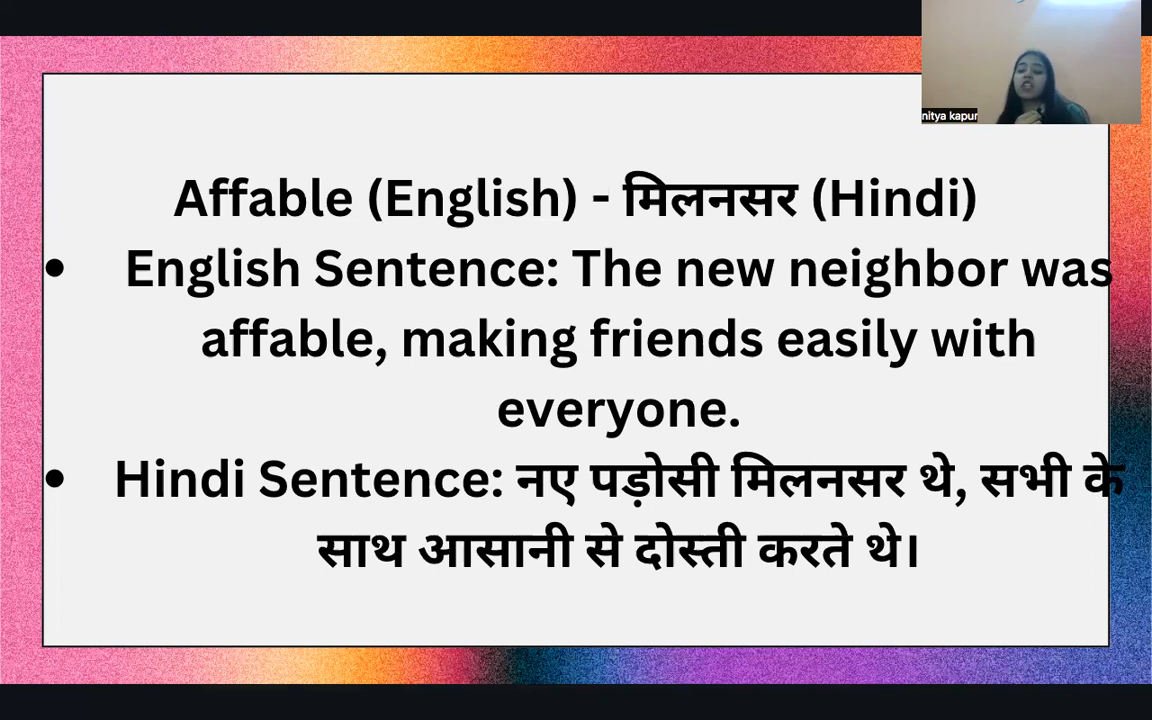 nitya kapur
Affable (English) - मिलनसार (Hindi)
• English Sentence: The new neighbor was
affable, making friends easily with
everyone.
• Hindi Sentence: नए पड़ोसी मिलनसर थे, सभी के
साथ आसानी से दोस्ती करते थे।